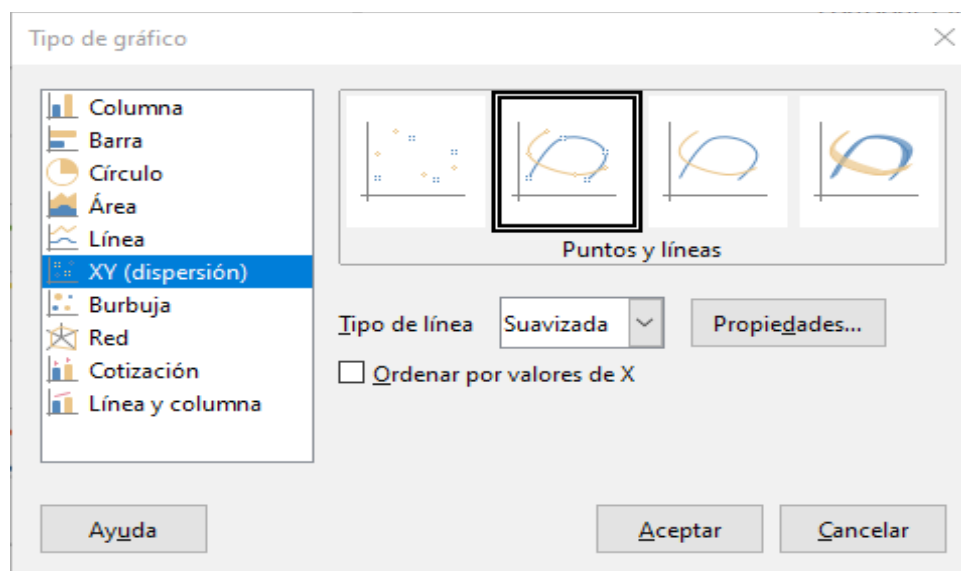 Tipo de gráfico
Columna
Barra
Círculo
Área
Línea
XY (dispersión)
Burbuja
Red
Cotización
Línea y columna
Puntos y líneas
Tipo de línea Suavizada Propiedades...
Ordenar por valores de X
Ayuda Aceptar Cancelar